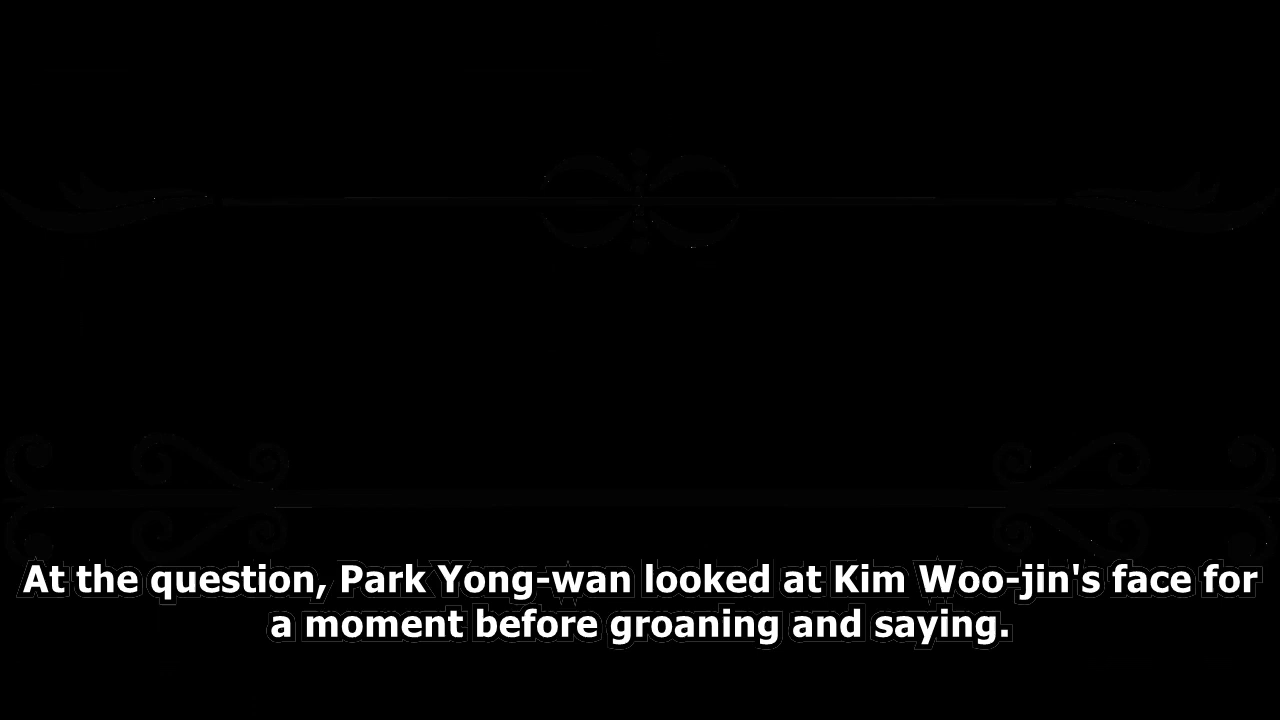 At the question, Park Yong-wan looked at Kim Woo-jin's face for
a moment before groaning and saying.